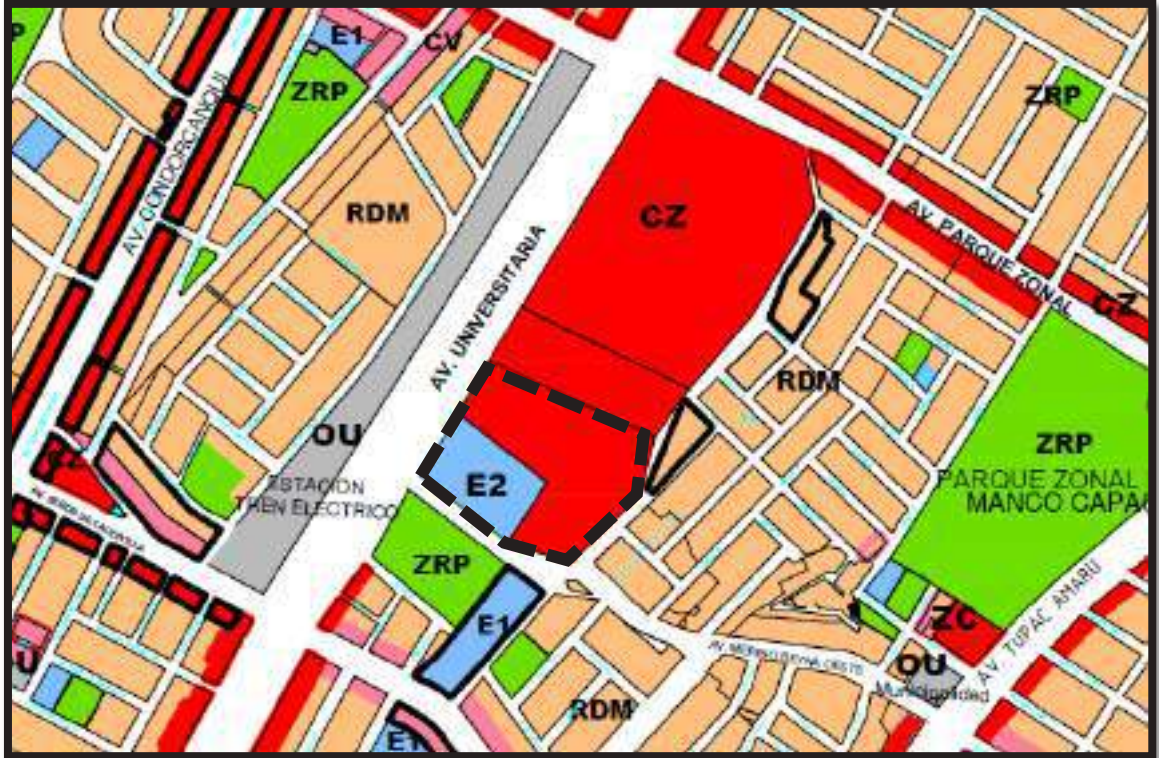 P
E1
CV
ZRP
ZRP
AV. CONDORCANQUI
RDM
CZ
AV. PARQUE ZONAL
CZ
AV. UNIVERSITARIA
RDM
OU
ESTACION
TREN ELECTRICO
E2
ZRP
PARQUE ZONAL
MANCO CAPAC
CZ
ZRP
E1
ZC
AV. TUPAC AMARU
OU
Municipalidad
U
RDM
E1